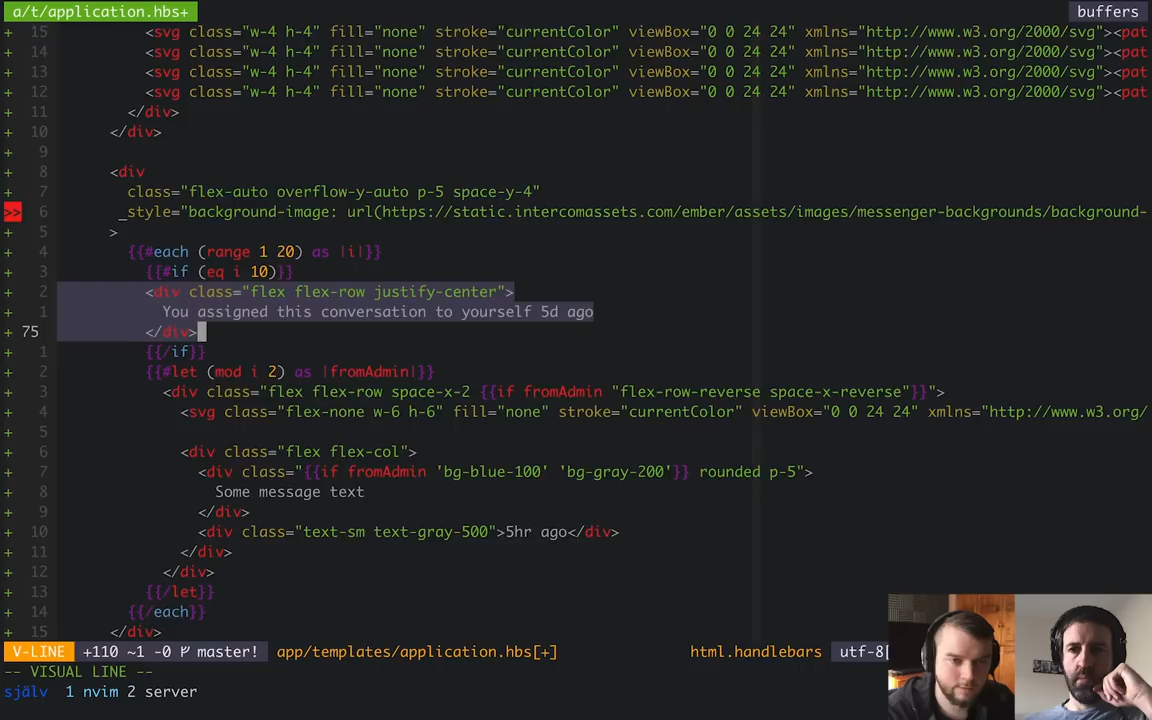 a/t/application.hbs+ buffers
+ 15 <svg class="w-4 h-4" fill="none" stroke="currentColor" viewBox="0 0 24 24" xmlns="http://www.w3.org/2000/svg"><pat
+ 14 <svg class="w-4 h-4" fill="none" stroke="currentColor" viewBox="0 0 24 24" xmlns="http://www.w3.org/2000/svg"><pat
+ 13 <svg class="w-4 h-4" fill="none" stroke="currentColor" viewBox="0 0 24 24" xmlns="http://www.w3.org/2000/svg"><pat
+ 12 <svg class="w-4 h-4" fill="none" stroke="currentColor" viewBox="0 0 24 24" xmlns="http://www.w3.org/2000/svg"><pat
+ 11 </div>
+ 10 </div>
+ 9
+ 8 <div
+ 7 class="flex-auto overflow-y-auto p-5 space-y-4"
>> 6 _style="background-image: url(https://static.intercomassets.com/ember/assets/images/messenger-backgrounds/background-
+ 5 >
+ 4 {{#each (range 1 20) as |i|}}
+ 3 {{#if (eq i 10)}}
+ 2 <div class="flex flex-row justify-center">
+ 1 You assigned this conversation to yourself 5d ago
+ 75 </div>
+ 1 {{/if}}
+ 2 {{#let (mod i 2) as |fromAdmin|}}
+ 3 <div class="flex flex-row space-x-2 {{if fromAdmin "flex-row-reverse space-x-reverse"}}">
+ 4 <svg class="flex-none w-6 h-6" fill="none" stroke="currentColor" viewBox="0 0 24 24" xmlns="http://www.w3.org/
+ 5
+ 6 <div class="flex flex-col">
+ 7 <div class="{{if fromAdmin 'bg-blue-100' 'bg-gray-200'}} rounded p-5">
+ 8 Some message text
+ 9 </div>
+ 10 <div class="text-sm text-gray-500">5hr ago</div>
+ 11 </div>
+ 12 </div>
+ 13 {{/let}}
+ 14 {{/each}}
+ 15 </div>
V-LINE +110 ~1 -0 master! app/templates/application.hbs[+] html.handlebars utf-8[
-- VISUAL LINE --
själv 1 nvim 2 server